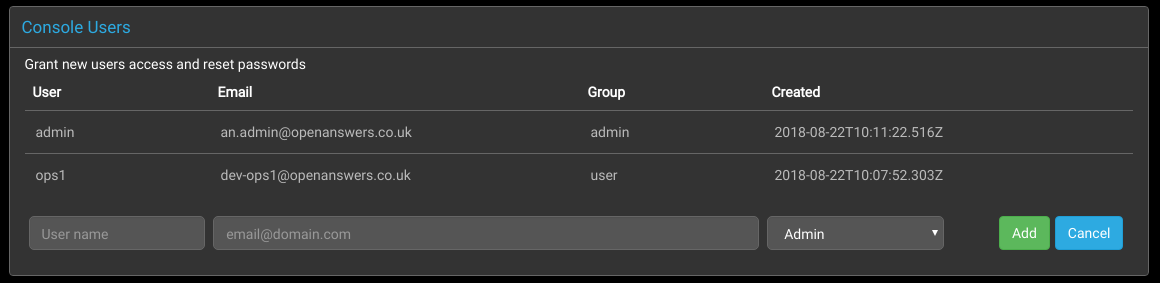 Console Users
Grant new users access and reset passwords
User Email Group Created
admin an.admin@openanswers.co.uk admin 2018-08-22T10:11:22.516Z
ops1 dev-ops1@openanswers.co.uk user 2018-08-22T10:07:52.303Z
User name email@domain.com Admin Add Cancel